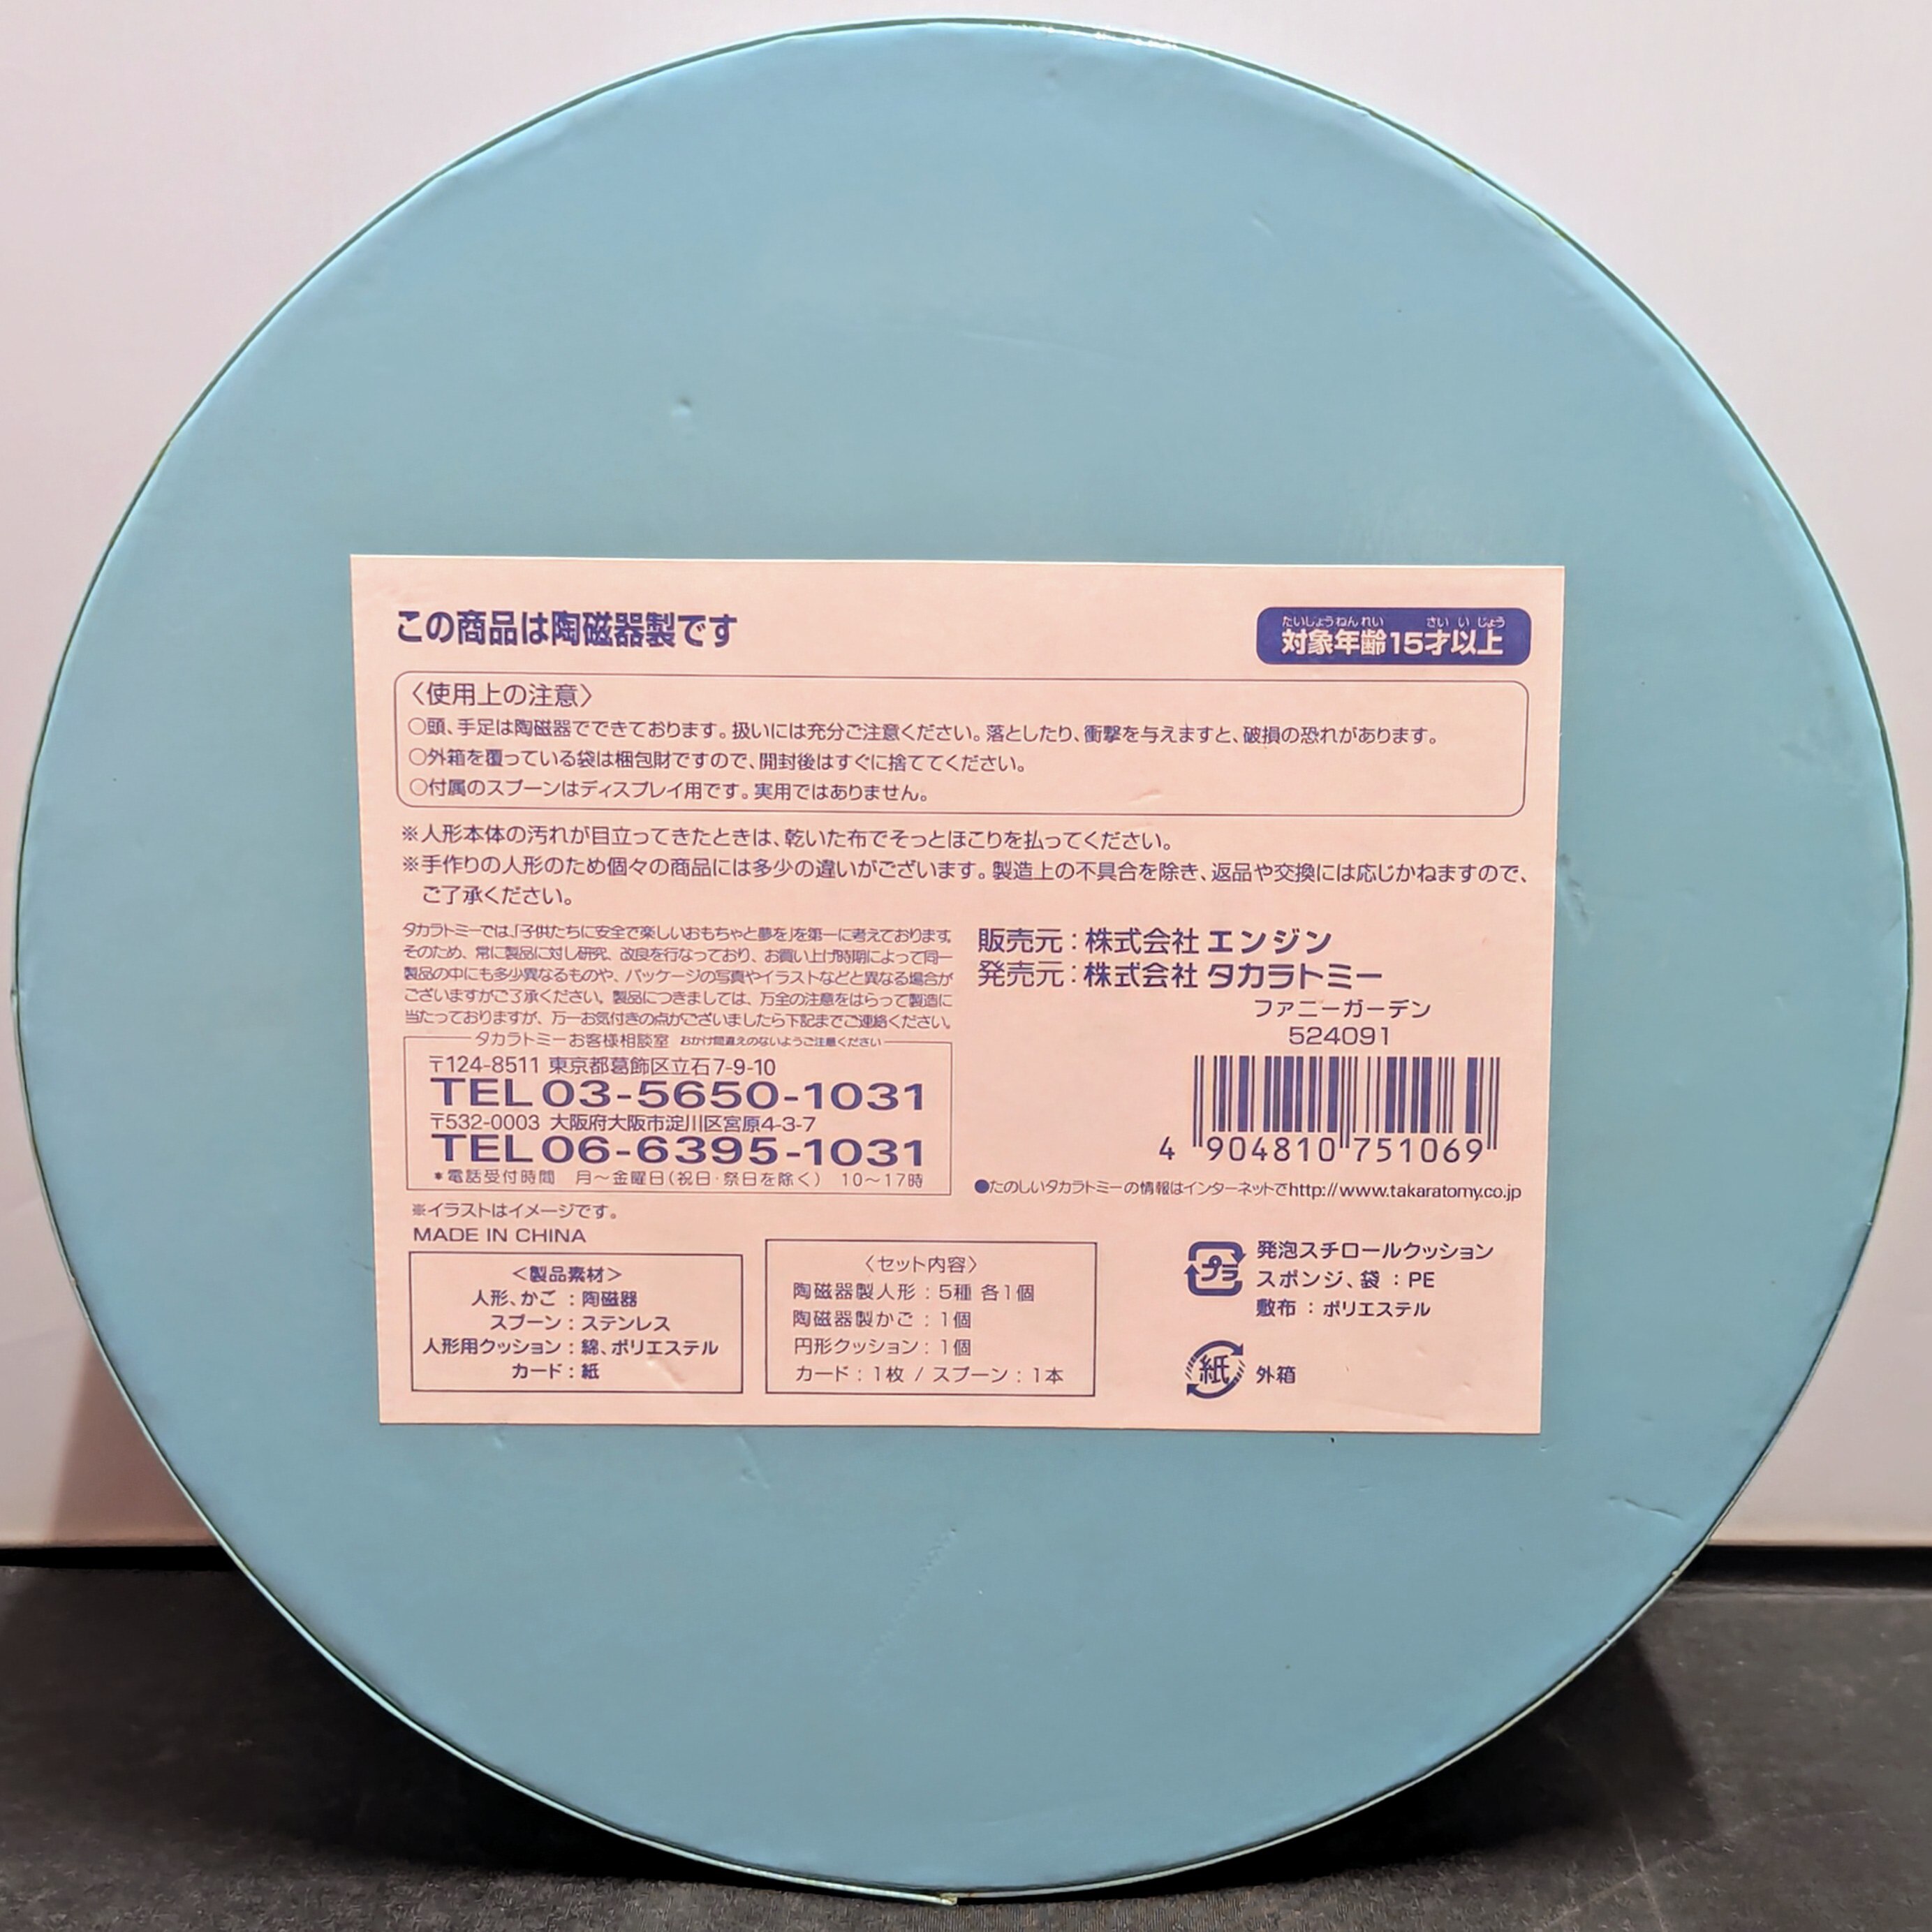 この商品は陶磁器製です
たいしょうねんれい さい い じょう
対象年齢15才以上
〈使用上の注意〉
○頭、手足は陶磁器でできております。扱いには充分ご注意ください。落としたり、衝撃を与えますと、破損の恐れがあります。
○外箱を覆っている袋は梱包財ですので、開封後はすぐに捨ててください。
○付属のスプーンはディスプレイ用です。実用ではありません。
※人形本体の汚れが目立ってきたときは、乾いた布でそっとほこりを払ってください。
※手作りの人形のため個々の商品には多少の違いがございます。製造上の不具合を除き、返品や交換には応じかねますので、
ご了承ください。
タカラトミーでは、「子供たちに安全で楽しいおもちゃと夢を」を第一に考えております。
そのため、常に製品に対し研究、改良を行なっており、お買い上げ時期によって同一
製品の中にも多少異なるものや、パッケージの写真やイラストなどと異なる場合が
ございますがご了承ください。製品につきましては、万全の注意をはらって製造に
当たっておりますが、万一お気付きの点がございましたら下記までご連絡ください。
タカラトミーお客様相談室 おかけ間違えのないようご注意ください
〒124-8511 東京都葛飾区立石7-9-10
TEL 03-5650-1031
〒532-0003 大阪府大阪市淀川区宮原4-3-7
TEL 06-6395-1031
*電話受付時間 月〜金曜日(祝日・祭日を除く) 10〜17時
販売元:株式会社 エンジン
発売元:株式会社 タカラトミー
ファニーガーデン
524091
4 904810 751069
●たのしいタカラトミーの情報はインターネットでhttp://www.takaratomy.co.jp
※イラストはイメージです。
MADE IN CHINA
<製品素材>
人形、かご:陶磁器
スプーン:ステンレス
人形用クッション:綿、ポリエステル
カード:紙
〈セット内容〉
陶磁器製人形:5種 各1個
陶磁器製かご:1個
円形クッション:1個
カード:1枚 / スプーン:1本
プラ
発泡スチロールクッション
スポンジ、袋:PE
敷布:ポリエステル
紙
外箱